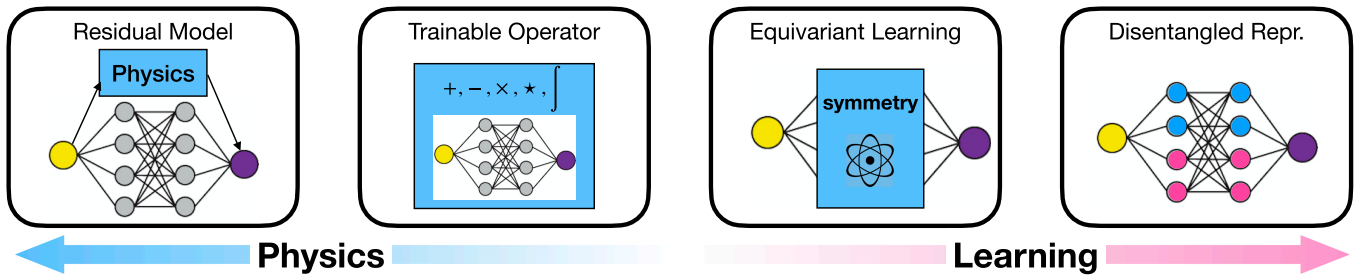 Residual Model
Physics
Trainable Operator
+, −, ×, ⋆, ∫
Equivariant Learning
symmetry
Disentangled Repr.
Physics
Learning